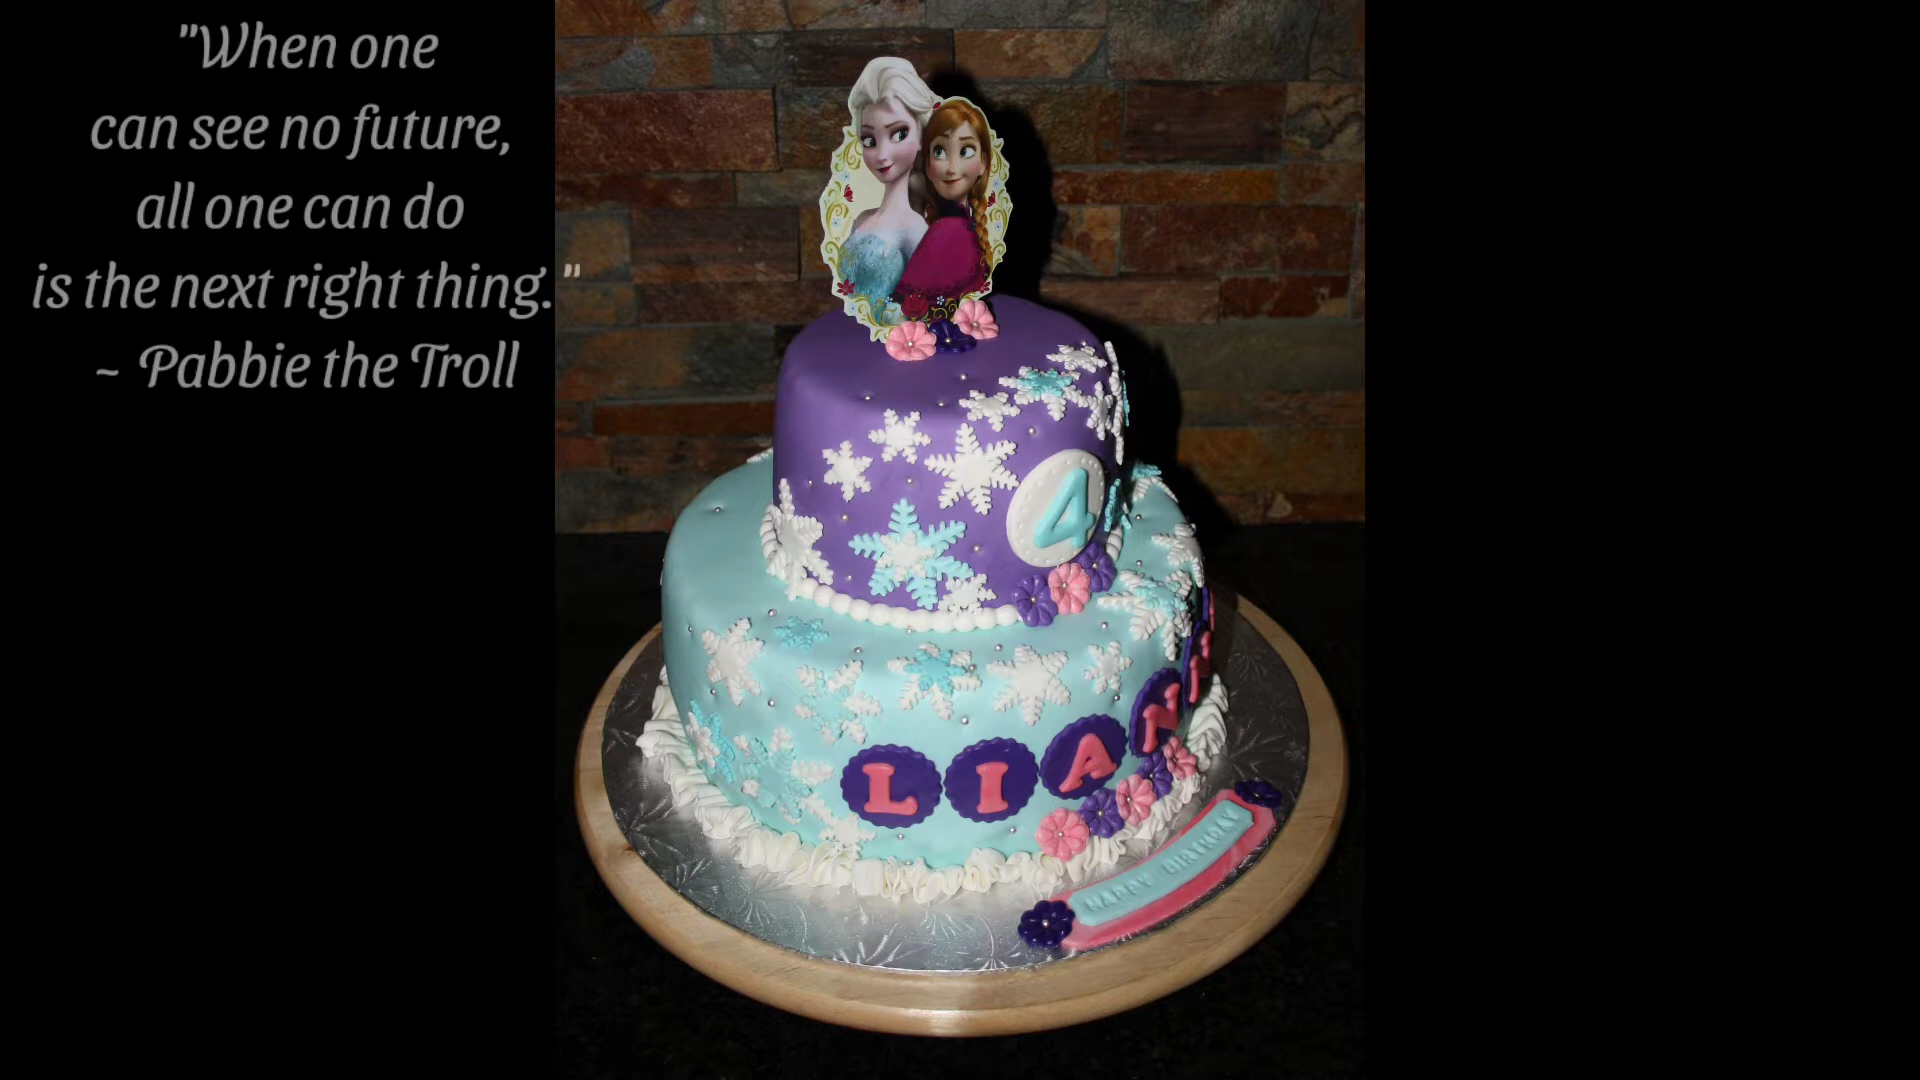 "When one
can see no future,
all one can do
is the next right thing."
~ Pabbie the Troll
4
LIAN
HAPPY BIRTHDAY